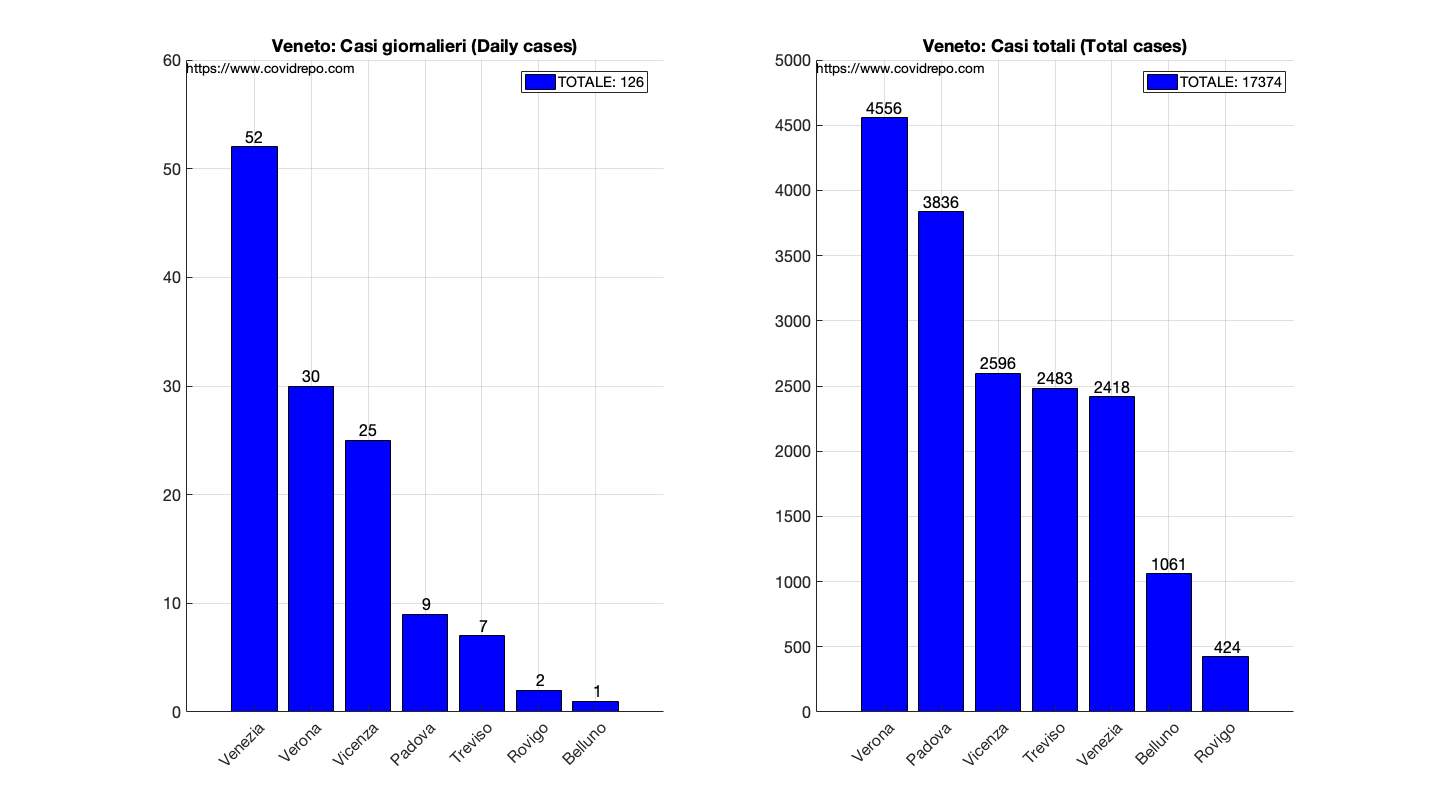 Veneto: Casi giornalieri (Daily cases)
https://www.covidrepo.com
TOTALE: 126
60
50
40
30
20
10
0
52
30
25
9
7
2
1
Venezia
Verona
Vicenza
Padova
Treviso
Rovigo
Belluno
Veneto: Casi totali (Total cases)
https://www.covidrepo.com
TOTALE: 17374
5000
4500
4000
3500
3000
2500
2000
1500
1000
500
0
4556
3836
2596
2483
2418
1061
424
Verona
Padova
Vicenza
Treviso
Venezia
Belluno
Rovigo